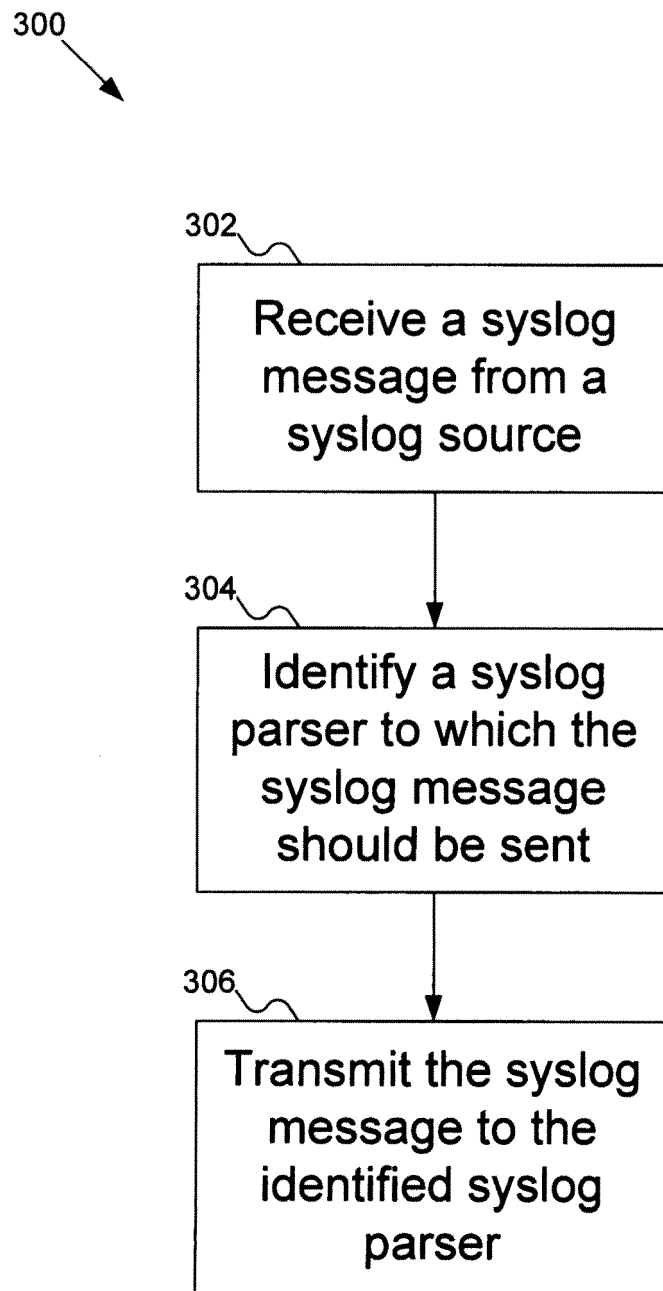 300
302
Receive a syslog
message from a
syslog source
304
Identify a syslog
parser to which the
syslog message
should be sent
306
Transmit the syslog
message to the
identified syslog
parser